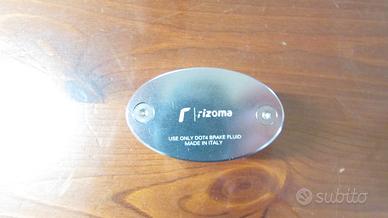 r | rizoma
USE ONLY DOT4 BRAKE FLUID
MADE IN ITALY
subito